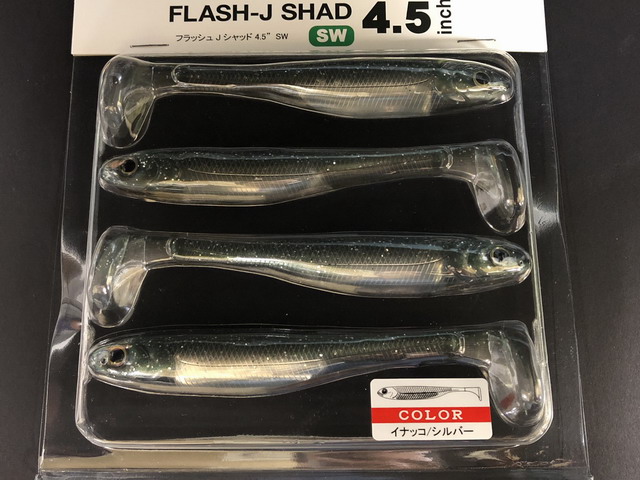 FLASH-J SHAD 4.5 inch
フラッシュ J シャッド 4.5" SW
SW
COLOR
イナッコ/シルバー